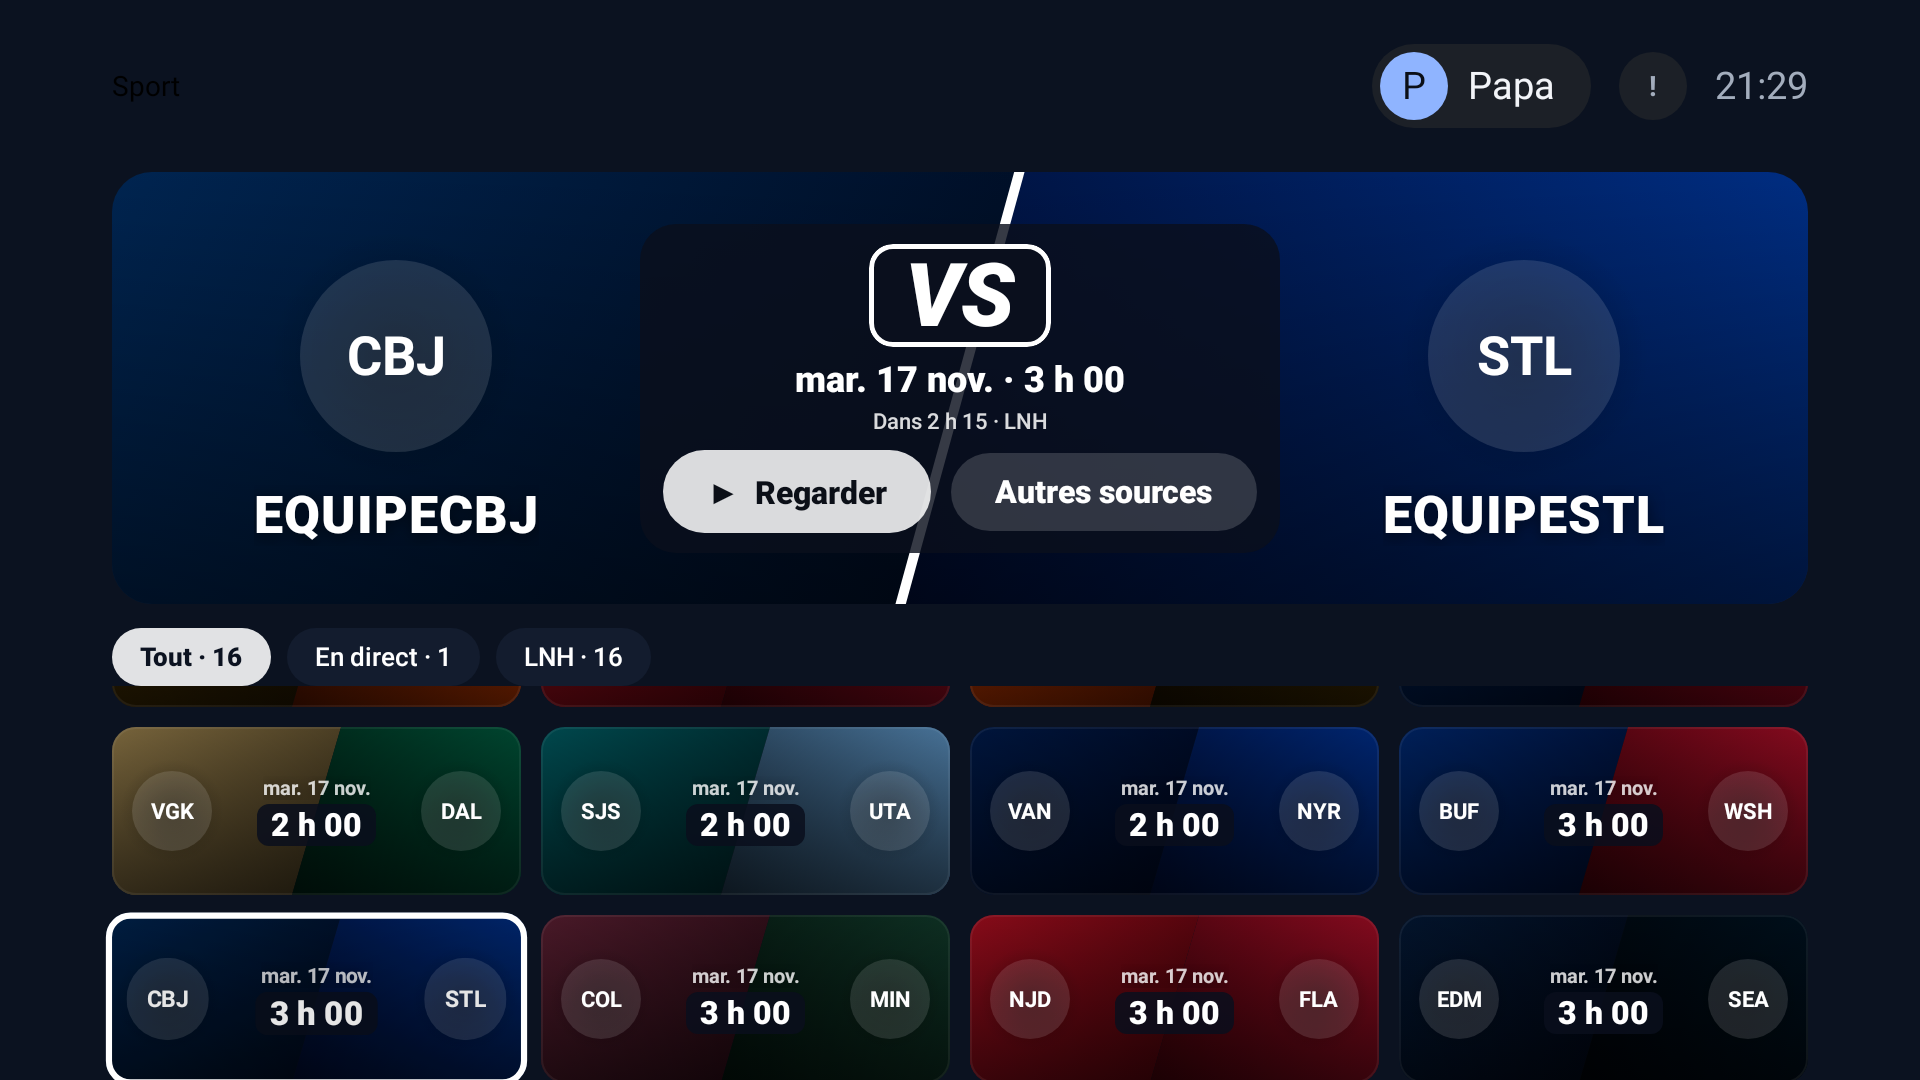 Sport
P Papa ! 21:29
VS
CBJ
STL
mar. 17 nov. · 3 h 00
Dans 2 h 15 · LNH
► Regarder
Autres sources
EQUIPECBJ
EQUIPESTL
Tout · 16
En direct · 1
LNH · 16
VGK mar. 17 nov. 2 h 00 DAL
SJS mar. 17 nov. 2 h 00 UTA
VAN mar. 17 nov. 2 h 00 NYR
BUF mar. 17 nov. 3 h 00 WSH
CBJ mar. 17 nov. 3 h 00 STL
COL mar. 17 nov. 3 h 00 MIN
NJD mar. 17 nov. 3 h 00 FLA
EDM mar. 17 nov. 3 h 00 SEA